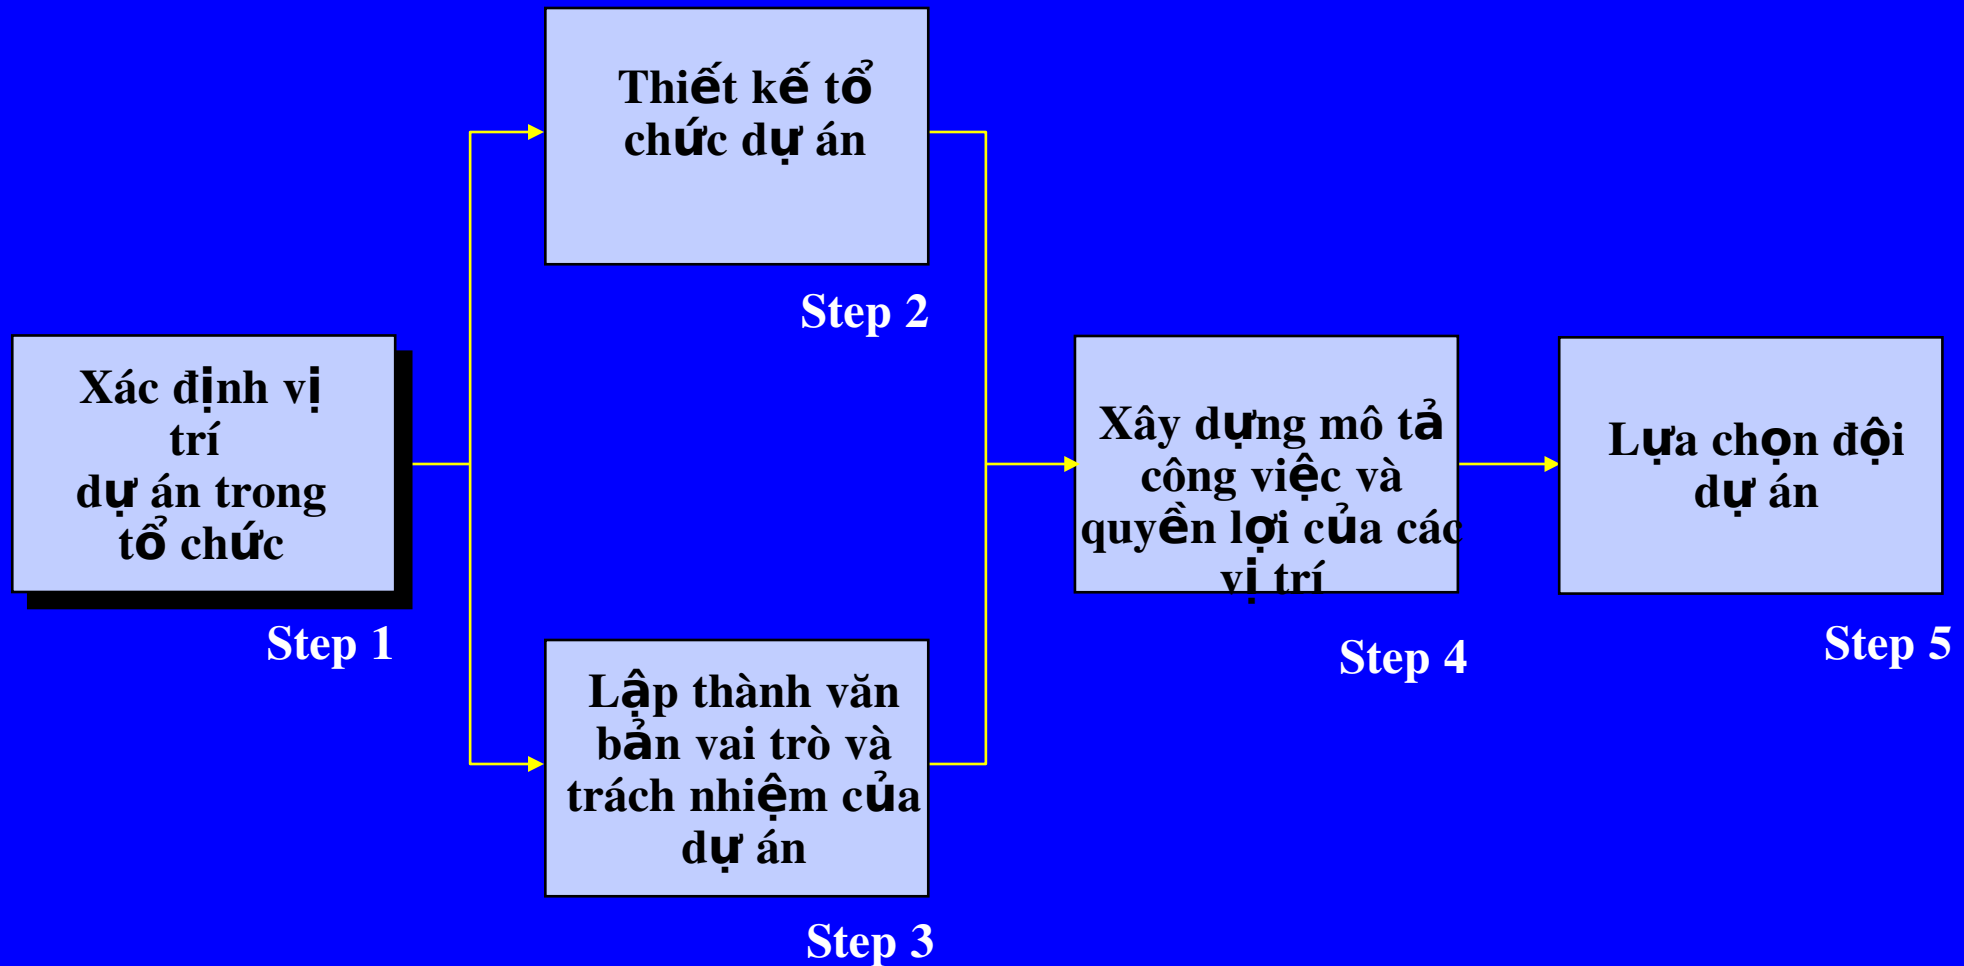 Xác định vị
trí
dự án trong
tổ chức
Step 1
Thiết kế tổ
chức dự án
Step 2
Lập thành văn
bản vai trò và
trách nhiệm của
dự án
Step 3
Xây dựng mô tả
công việc và
quyền lợi của các
vị trí
Step 4
Lựa chọn đội
dự án
Step 5